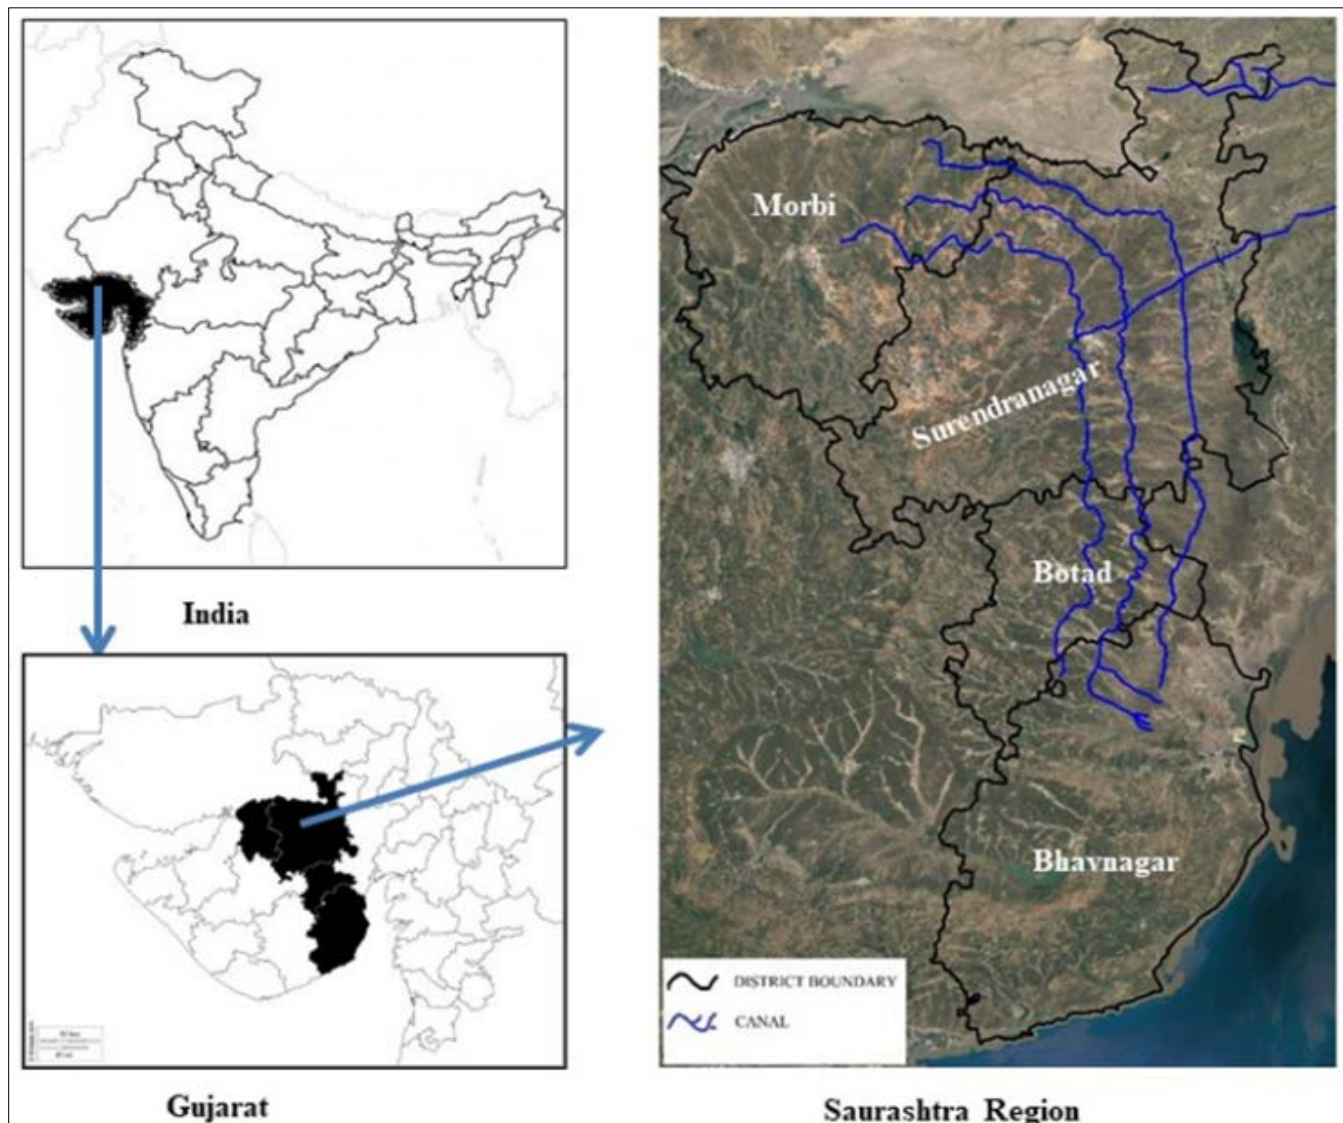 India
Gujarat
Morbi
Surendranagar
Botad
Bhavnagar
DISTRICT BOUNDARY
CANAL
Saurashtra Region